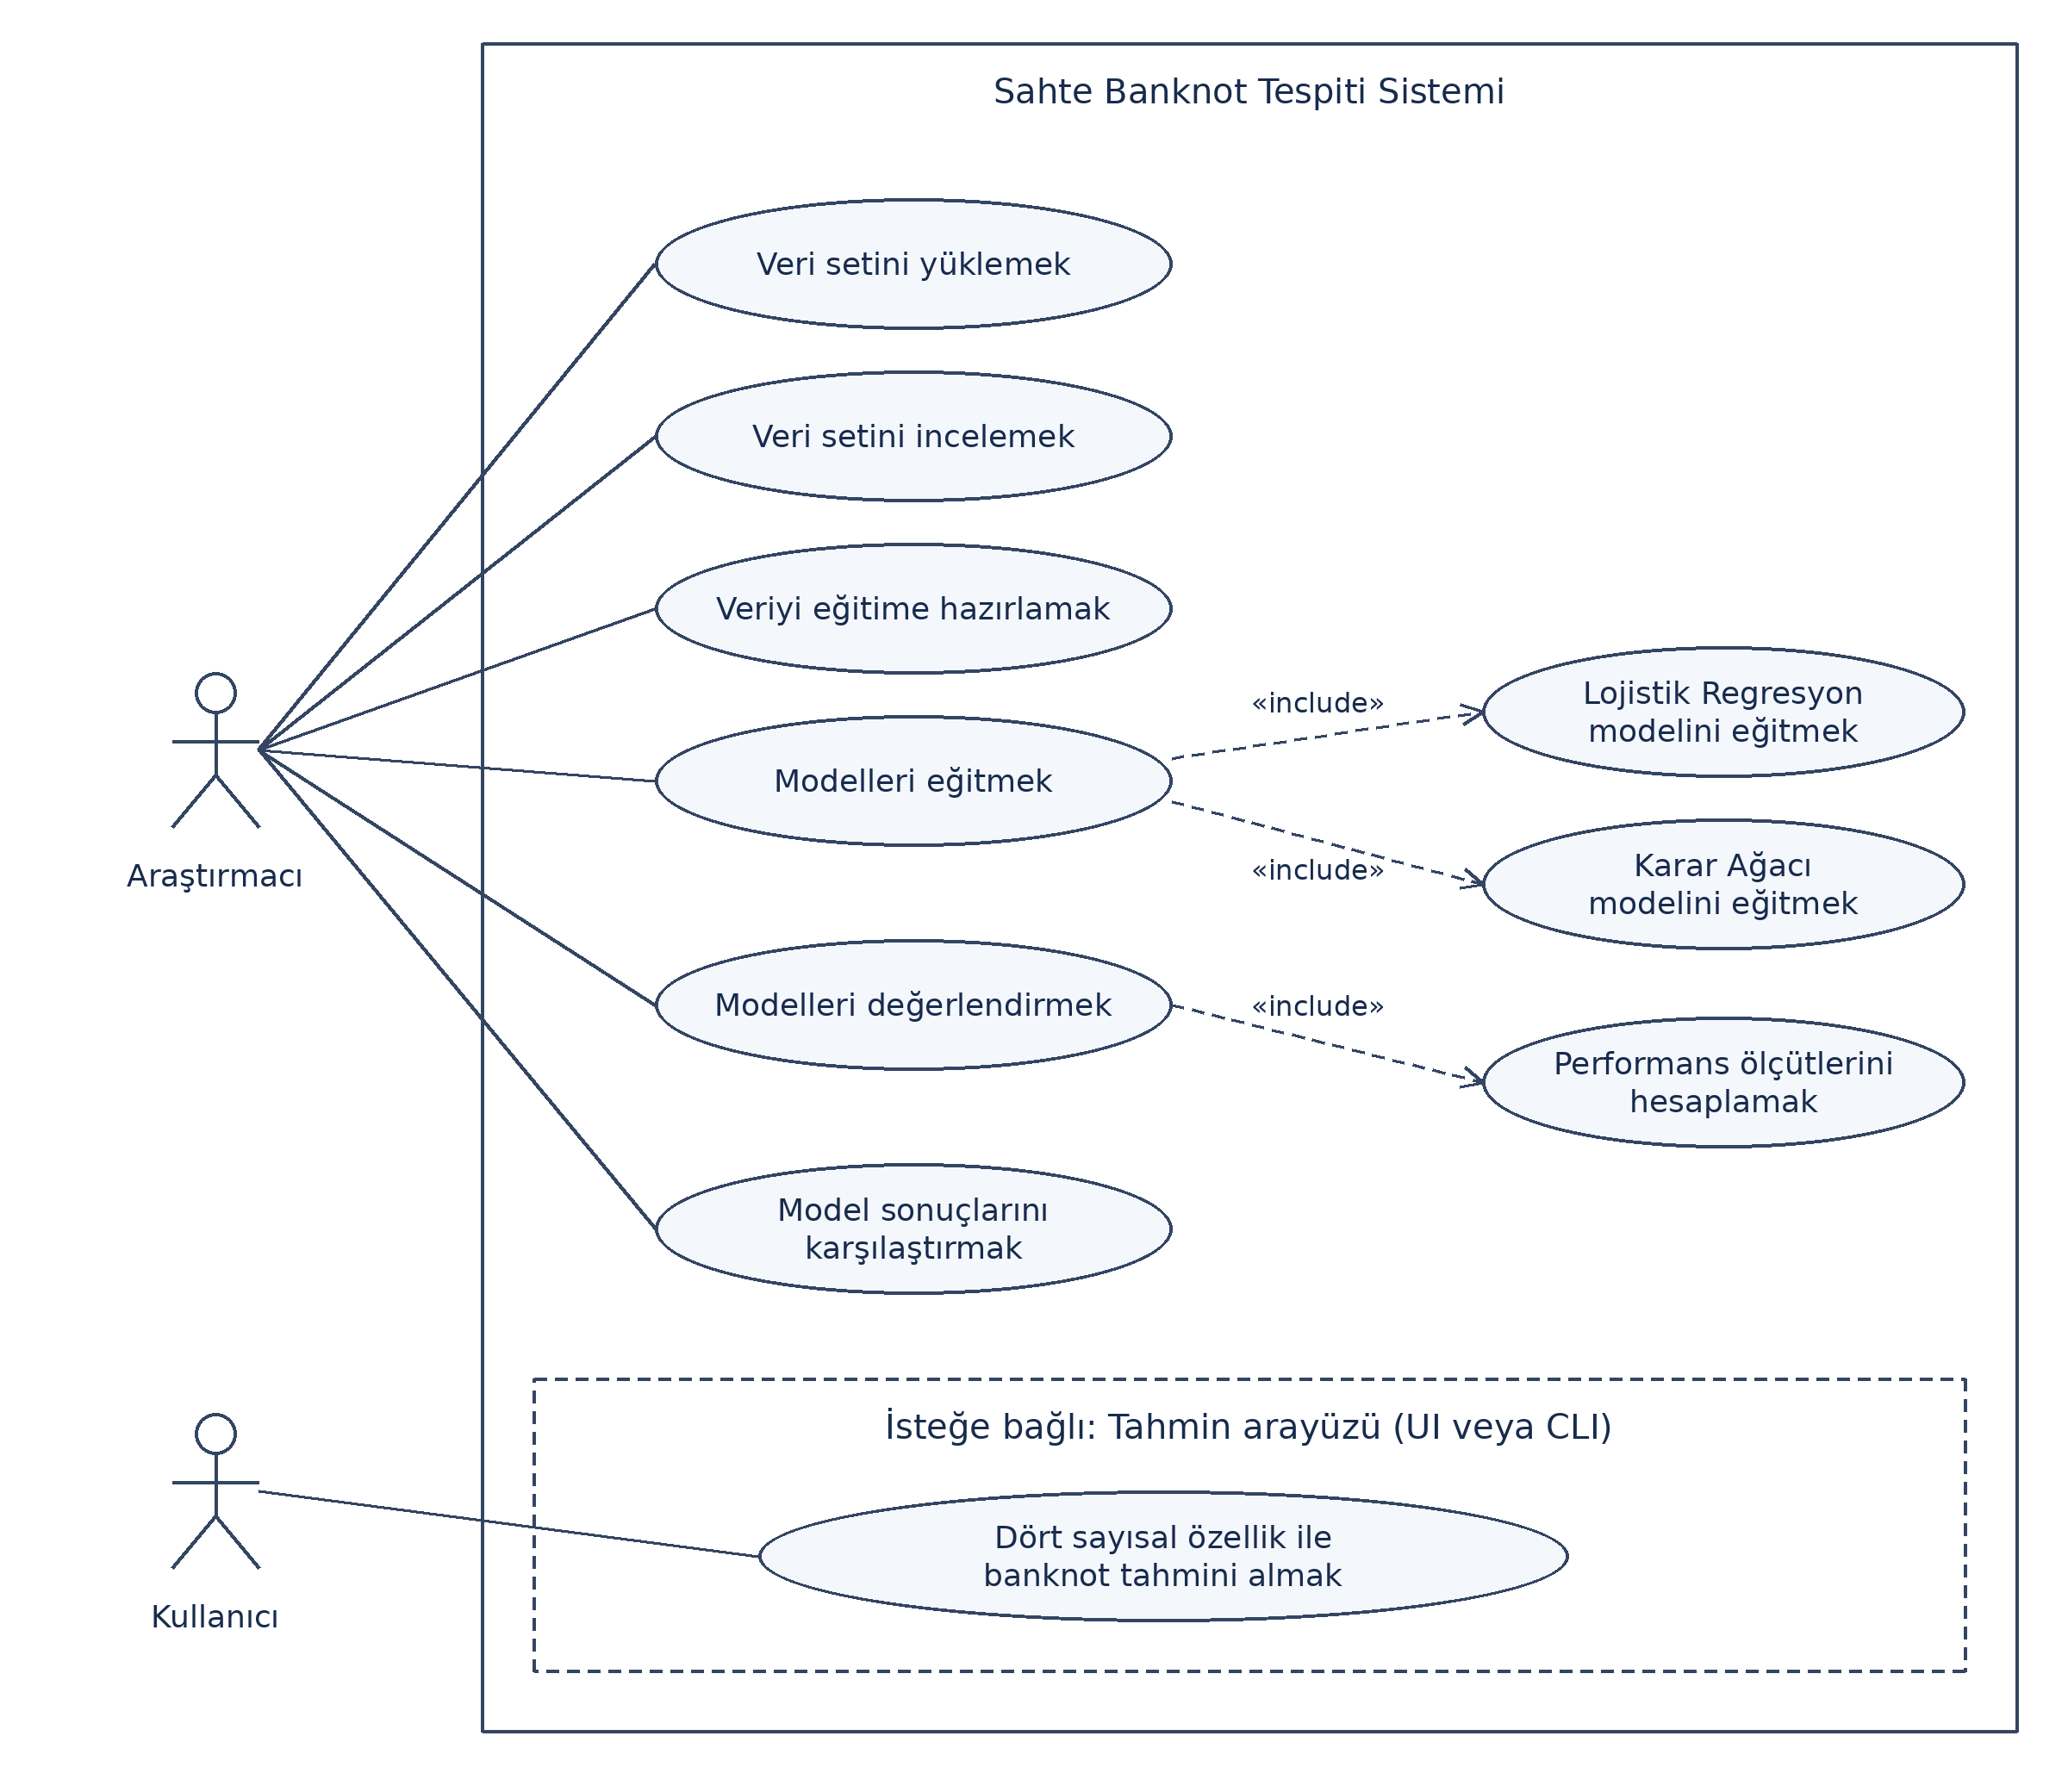 Sahte Banknot Tespiti Sistemi
Veri setini yüklemek
Veri setini incelemek
Veriyi eğitime hazırlamak
Modelleri eğitmek
«include»
Lojistik Regresyon
modelini eğitmek
«include»
Karar Ağacı
modelini eğitmek
Araştırmacı
Modelleri değerlendirmek
«include»
Performans ölçütlerini
hesaplamak
Model sonuçlarını
karşılaştırmak
İsteğe bağlı: Tahmin arayüzü (UI veya CLI)
Dört sayısal özellik ile
banknot tahmini almak
Kullanıcı